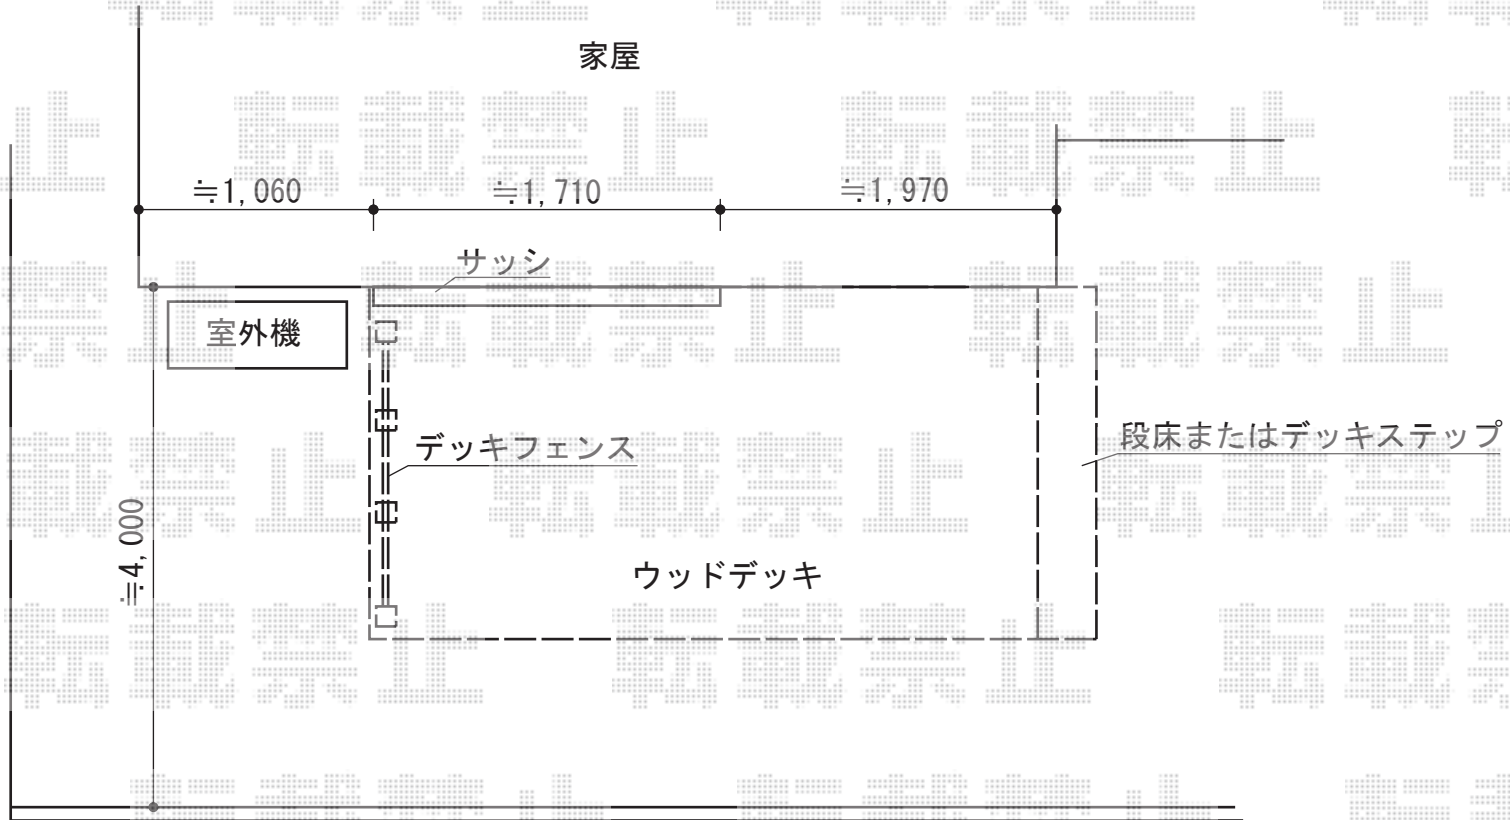 家屋
≒1,060
≒1,710
≒1,970
サッシ
室外機
デッキフェンス
段床またはデッキステップ
≒4,000
ウッドデッキ
転載禁止